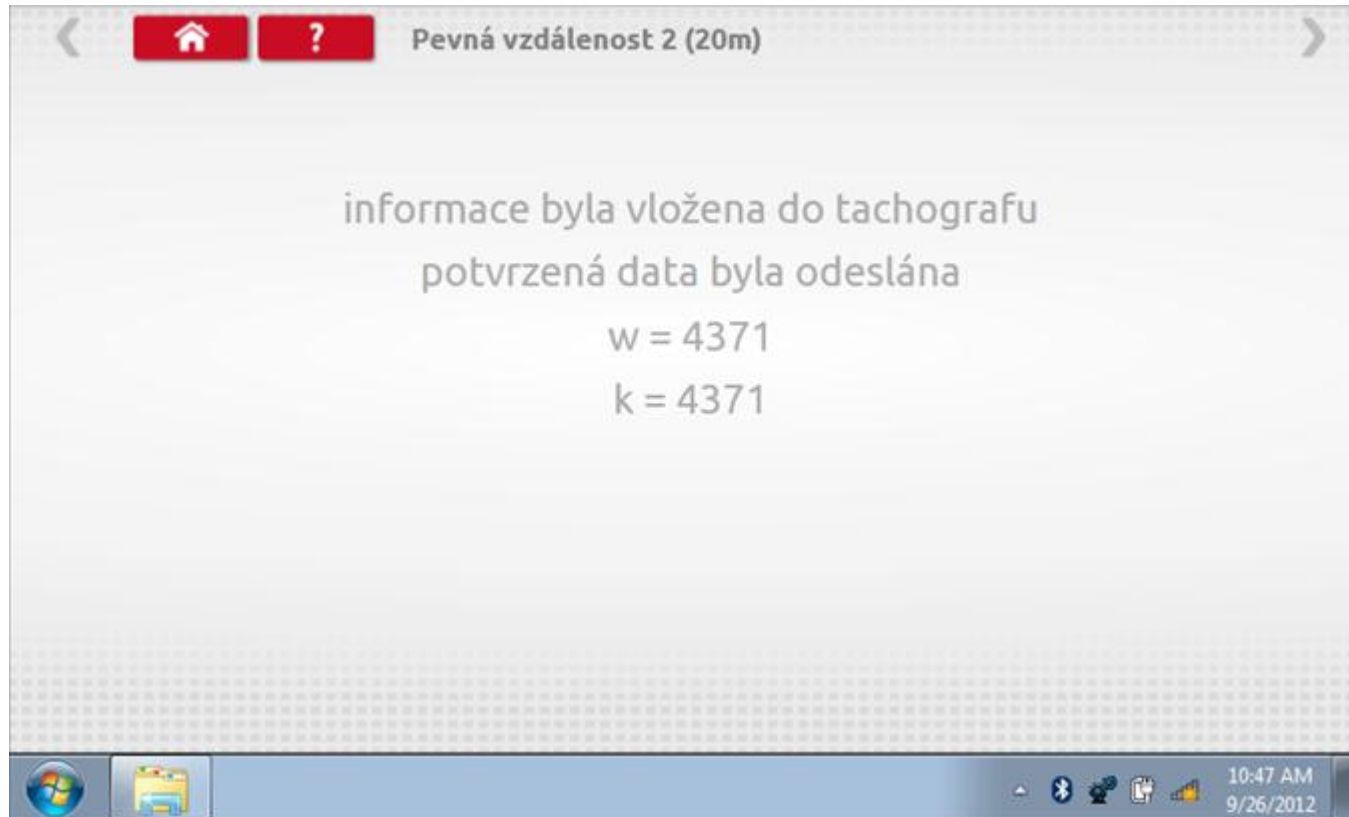 ? Pevná vzdálenost 2 (20m)
informace byla vložena do tachografu
potvrzená data byla odeslána
w = 4371
k = 4371
10:47 AM
9/26/2012